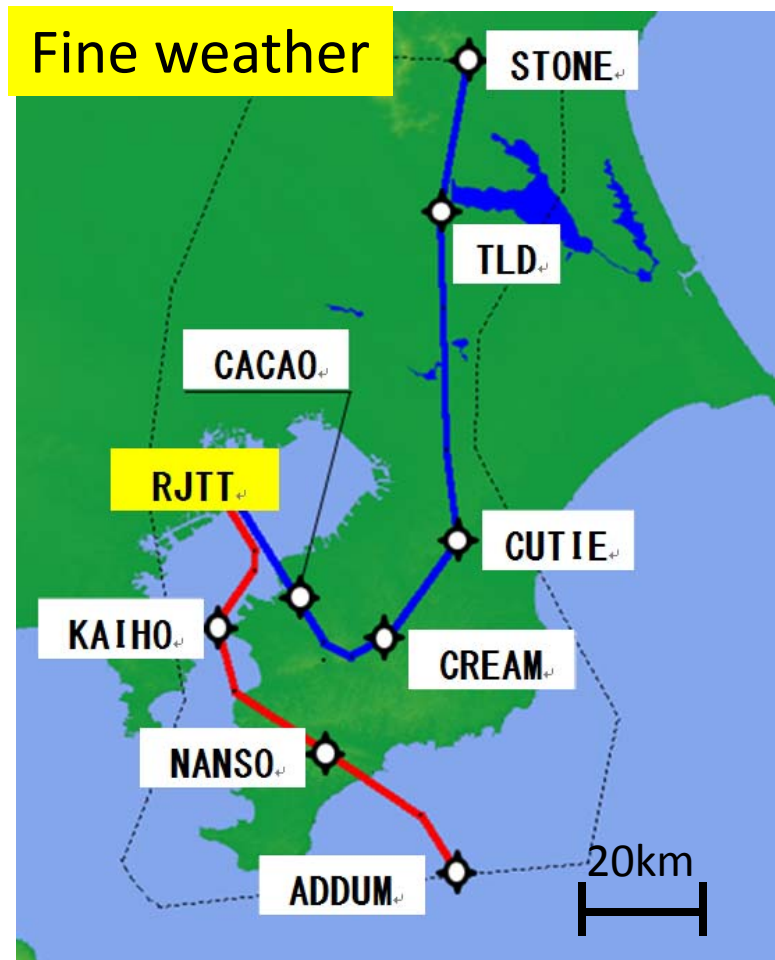 Fine weather
STONE↵
TLD↵
CACAO↵
RJTT↵
CUTIE↵
KAIHO↵
CREAM↵
NANSO↵
20km
ADDUM↵